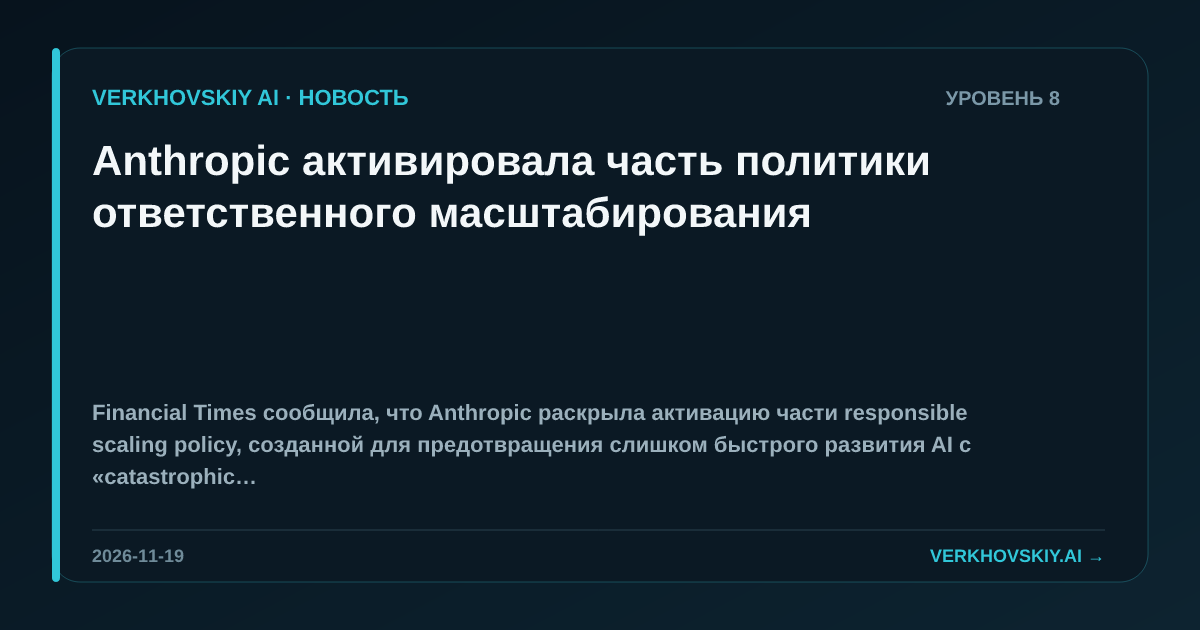 VERKHOVSKIY AI · НОВОСТЬ
УРОВЕНЬ 8
Anthropic активировала часть политики
ответственного масштабирования
Financial Times сообщила, что Anthropic раскрыла активацию части responsible
scaling policy, созданной для предотвращения слишком быстрого развития AI с
«catastrophic…
2026-11-19
VERKHOVSKIY.AI →